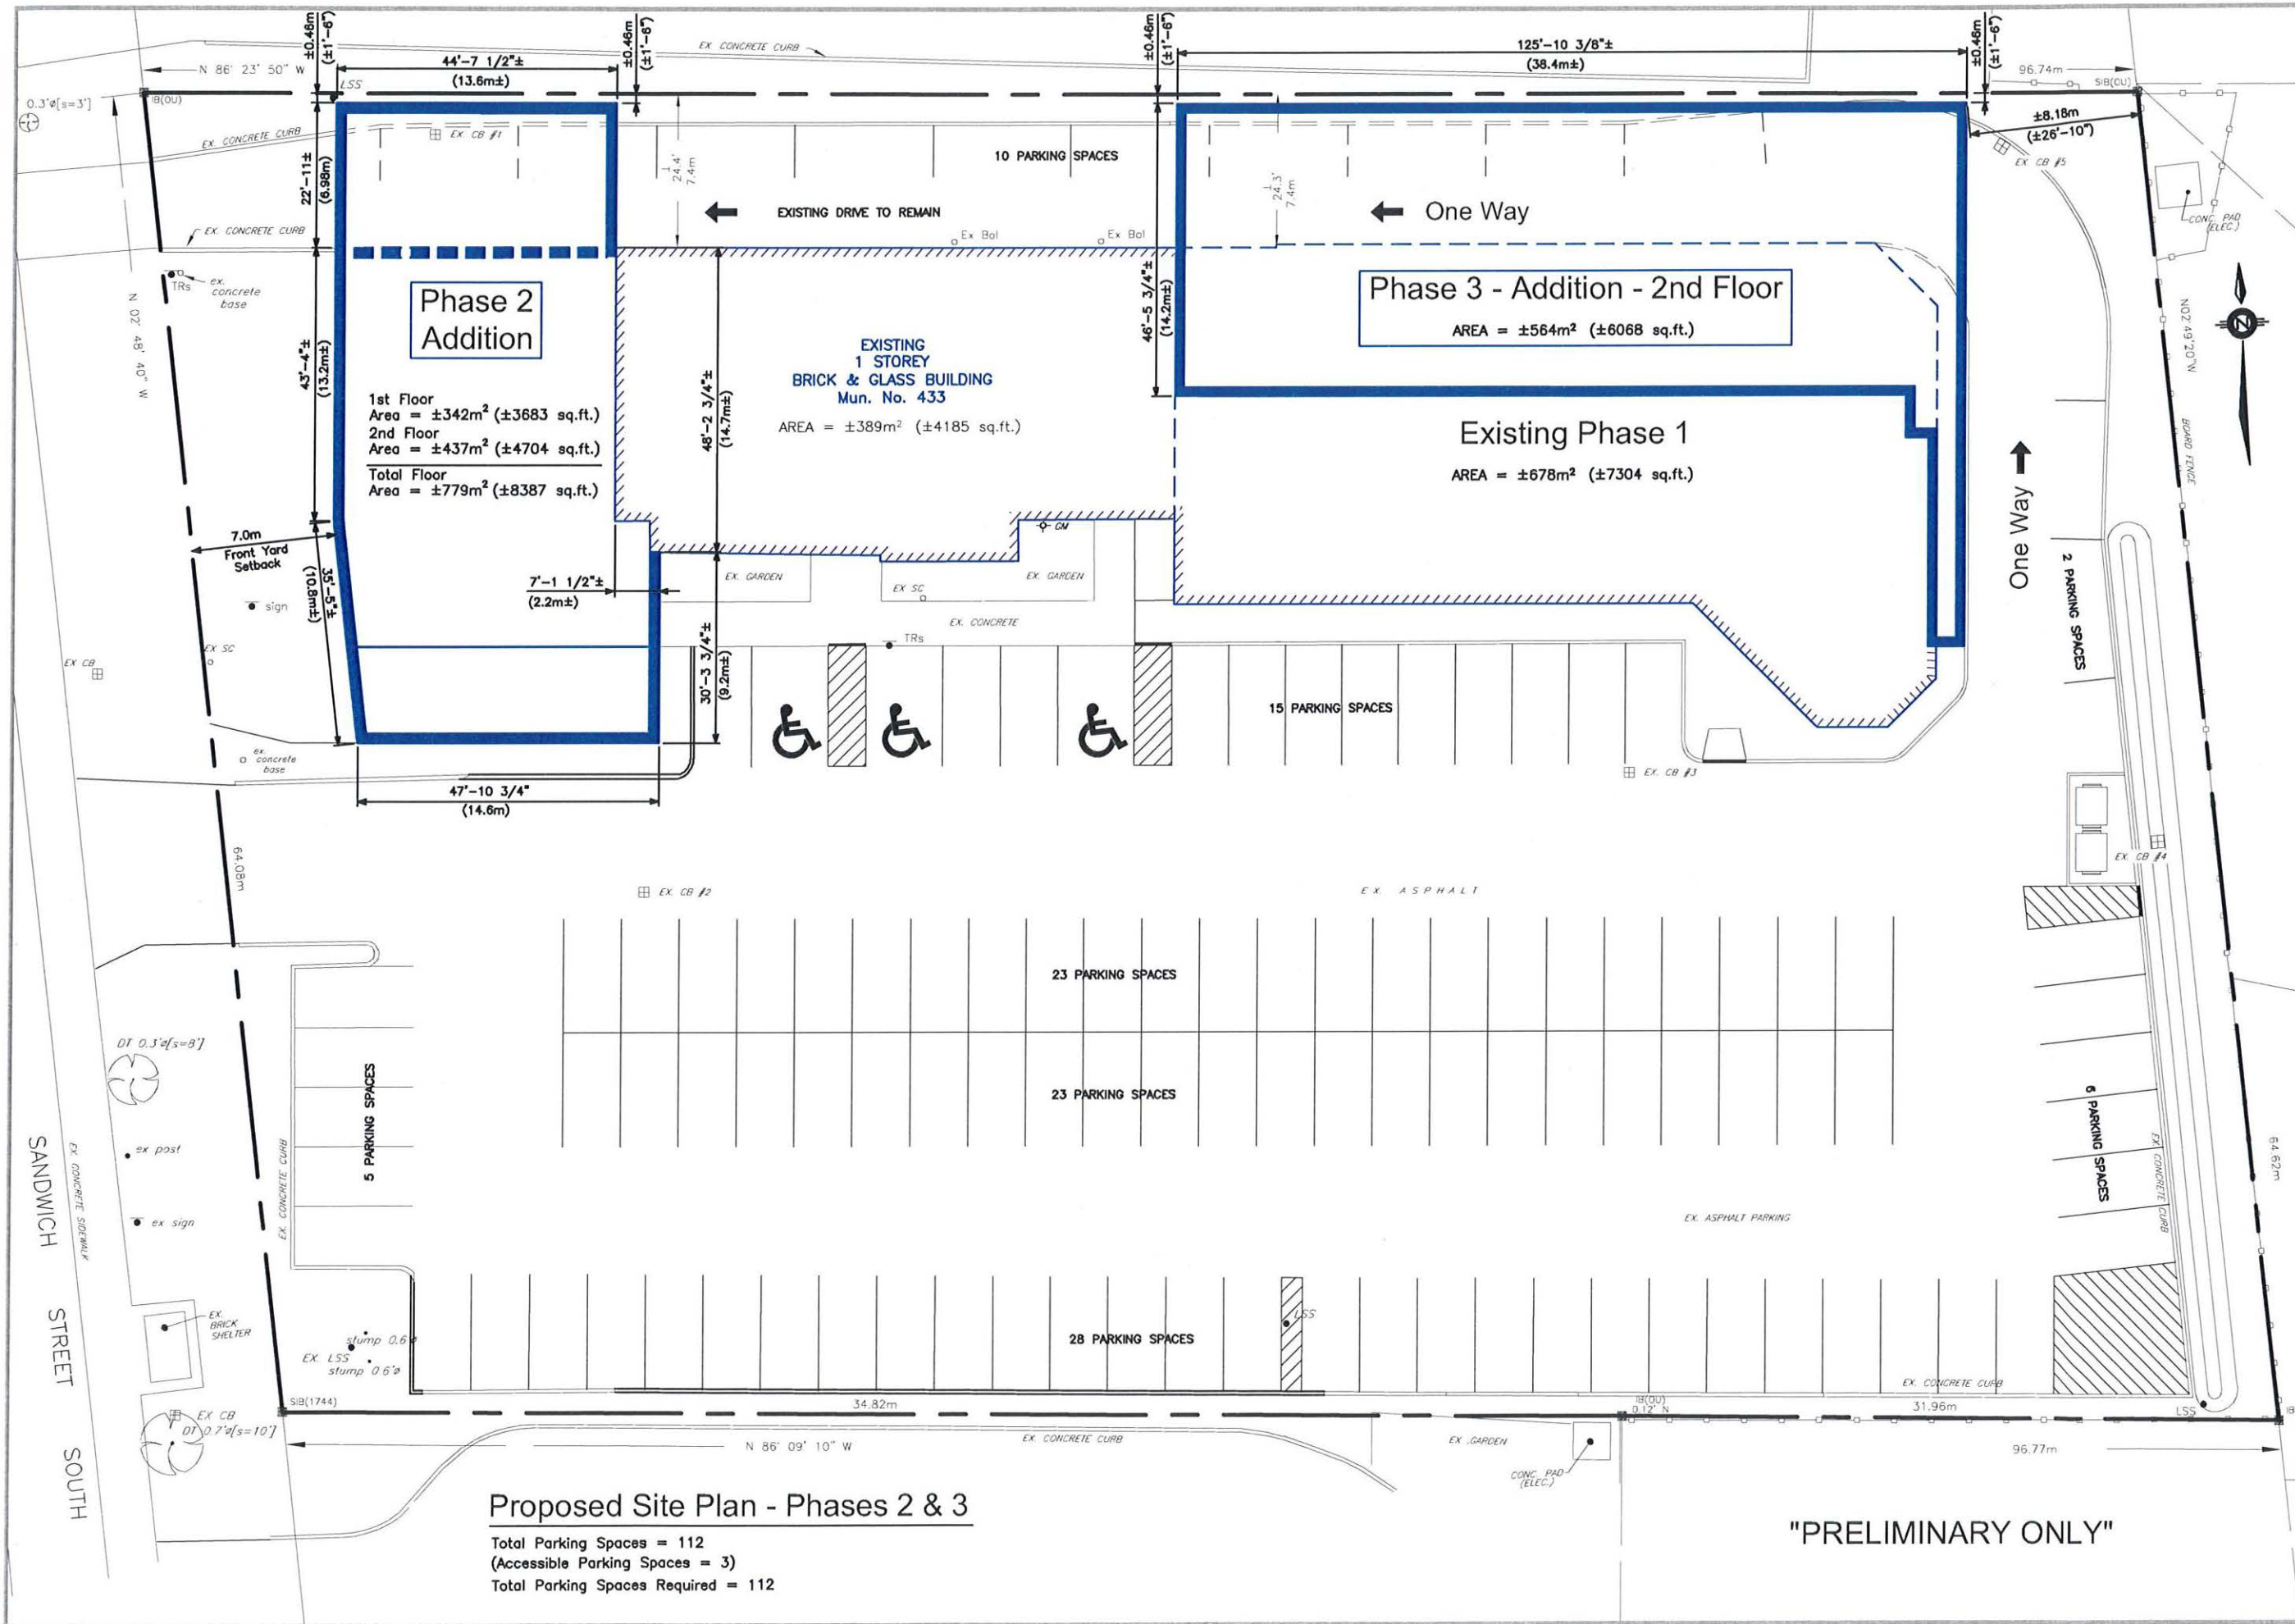 ±0.46m
(±1'-6")
±0.46m
(±1'-6")
±0.46m
(±1'-6")
±0.46m
(±1'-6")
EX CONCRETE CURB
N 86° 23' 50" W
44'-7 1/2"±
(13.6m±)
125'-10 3/8"±
(38.4m±)
96.74m
SIB(OU)
LSS
IB(OU)
0.3'ø[s=3']
±8.18m
(±26'-10")
EX. CONCRETE CURB
EX. CB #1
22'-11±
(6.98m)
24.4'
7.4m
10 PARKING SPACES
24.3'
7.4m
EX CB #5
CONC. PAD
(ELEC.)
EX. CONCRETE CURB
EXISTING DRIVE TO REMAIN
One Way
Ex Bol
Ex Bol
TRs
ex.
concrete
base
N 02° 48' 40" W
Phase 2
Addition
43'-4"±
(13.2m±)
1st Floor
Area = ±342m² (±3683 sq.ft.)
2nd Floor
Area = ±437m² (±4704 sq.ft.)
Total Floor
Area = ±779m² (±8387 sq.ft.)
EXISTING
1 STOREY
BRICK & GLASS BUILDING
Mun. No. 433
AREA = ±389m² (±4185 sq.ft.)
48'-2 3/4"±
(14.7m±)
46'-5 3/4"±
(14.2m±)
Phase 3 - Addition - 2nd Floor
AREA = ±564m² (±6068 sq.ft.)
Existing Phase 1
AREA = ±678m² (±7304 sq.ft.)
N
N02°49'20"W
BOARD FENCE
One Way
2 PARKING SPACES
7.0m
Front Yard
Setback
35'-5"±
(10.8m±)
GM
sign
7'-1 1/2"±
(2.2m±)
EX. GARDEN
EX SC
EX. GARDEN
EX. CONCRETE
TRs
EX SC
EX CB
30'-3 3/4"±
(9.2m±)
15 PARKING SPACES
ex.
concrete
base
EX. CB #3
47'-10 3/4"
(14.6m)
64.08m
EX. CB #2
EX. ASPHALT
EX. CB #4
23 PARKING SPACES
23 PARKING SPACES
5 PARKING SPACES
6 PARKING SPACES
DT 0.3'ø[s=8']
ex post
ex sign
EX. CONCRETE CURB
EX. CONCRETE SIDEWALK
SANDWICH STREET SOUTH
EX. CONCRETE CURB
64.62m
EX. ASPHALT PARKING
EX.
BRICK
SHELTER
stump 0.6'ø
EX. LSS
stump 0.6'ø
28 PARKING SPACES
LSS
EX. CONCRETE CURB
SIB(1744)
34.82m
IB(OU)
0.12' N
31.96m
LSS
IB
EX CB
DT 0.7'ø[s=10']
N 86° 09' 10" W
EX. CONCRETE CURB
EX .GARDEN
CONC. PAD
(ELEC.)
96.77m
Proposed Site Plan - Phases 2 & 3
Total Parking Spaces = 112
(Accessible Parking Spaces = 3)
Total Parking Spaces Required = 112
"PRELIMINARY ONLY"